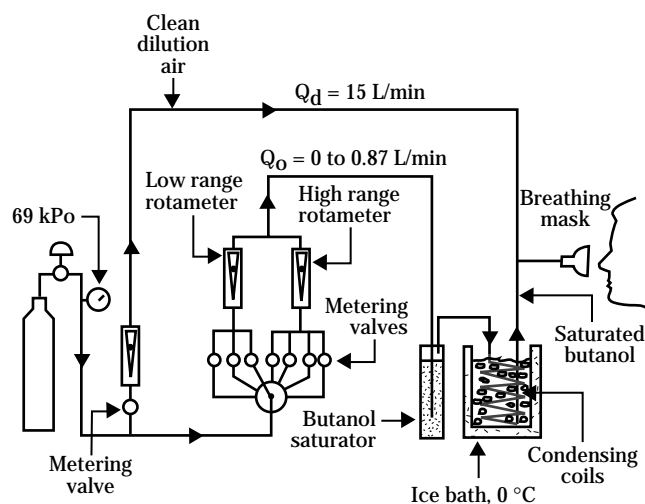 Clean
dilution
air
Q_d = 15 L/min
Q_o = 0 to 0.87 L/min
Low range
rotameter
High range
rotameter
Breathing
mask
69 kPo
Metering
valves
Saturated
butanol
Butanol
saturator
Metering
valve
Condensing
coils
Ice bath, 0 °C